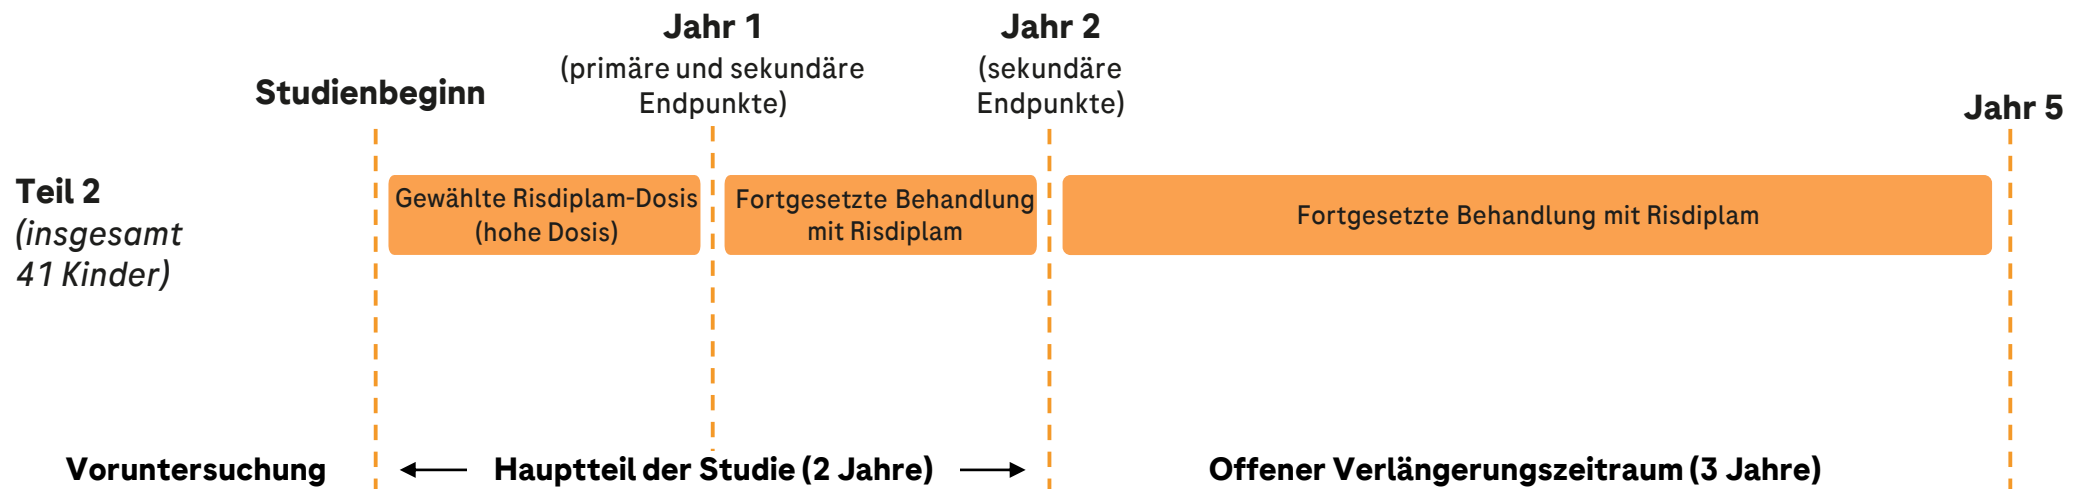 Jahr 1
(primäre und sekundäre
Endpunkte)
Jahr 2
(sekundäre
Endpunkte)
Studienbeginn
Jahr 5
Teil 2
(insgesamt
41 Kinder)
Gewählte Risdiplam-Dosis
(hohe Dosis)
Fortgesetzte Behandlung
mit Risdiplam
Fortgesetzte Behandlung mit Risdiplam
Voruntersuchung
Hauptteil der Studie (2 Jahre)
Offener Verlängerungszeitraum (3 Jahre)